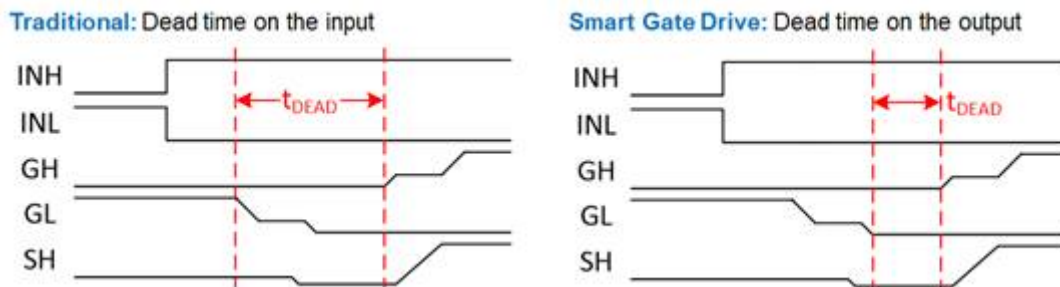 Traditional: Dead time on the input
INH
tDEAD
INL
GH
GL
SH
Smart Gate Drive: Dead time on the output
INH
tDEAD
INL
GH
GL
SH